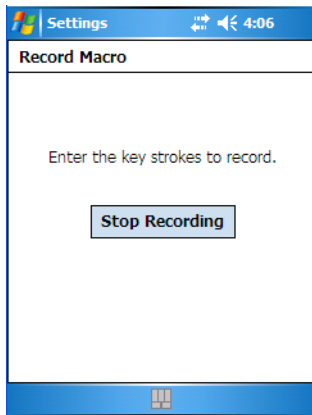 Settings 4:06
Record Macro
Enter the key strokes to record.
Stop Recording